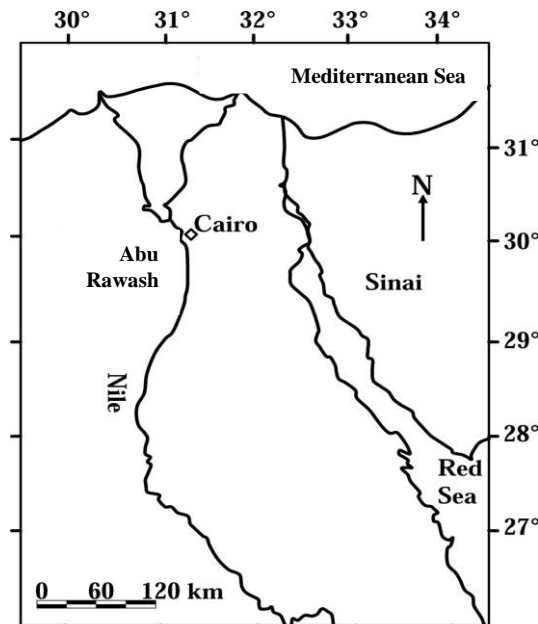 30° 31° 32° 33° 34°
Mediterranean Sea
31°
N
Cairo
30°
Abu
Rawash
Sinai
29°
Nile
28°
Red
Sea
27°
0 60 120 km